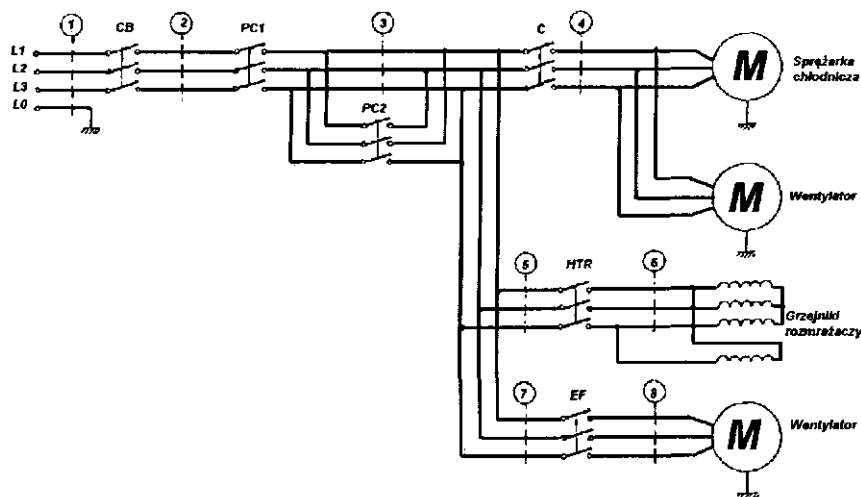 1 CB 2 PC1 3 C 4
L1
L2
L3
L0
M Sprężarka
chłodnicza
PC2
M Wentylator
5 HTR 6
Grzejniki
rozmrażaczy
7 EF 8
M Wentylator